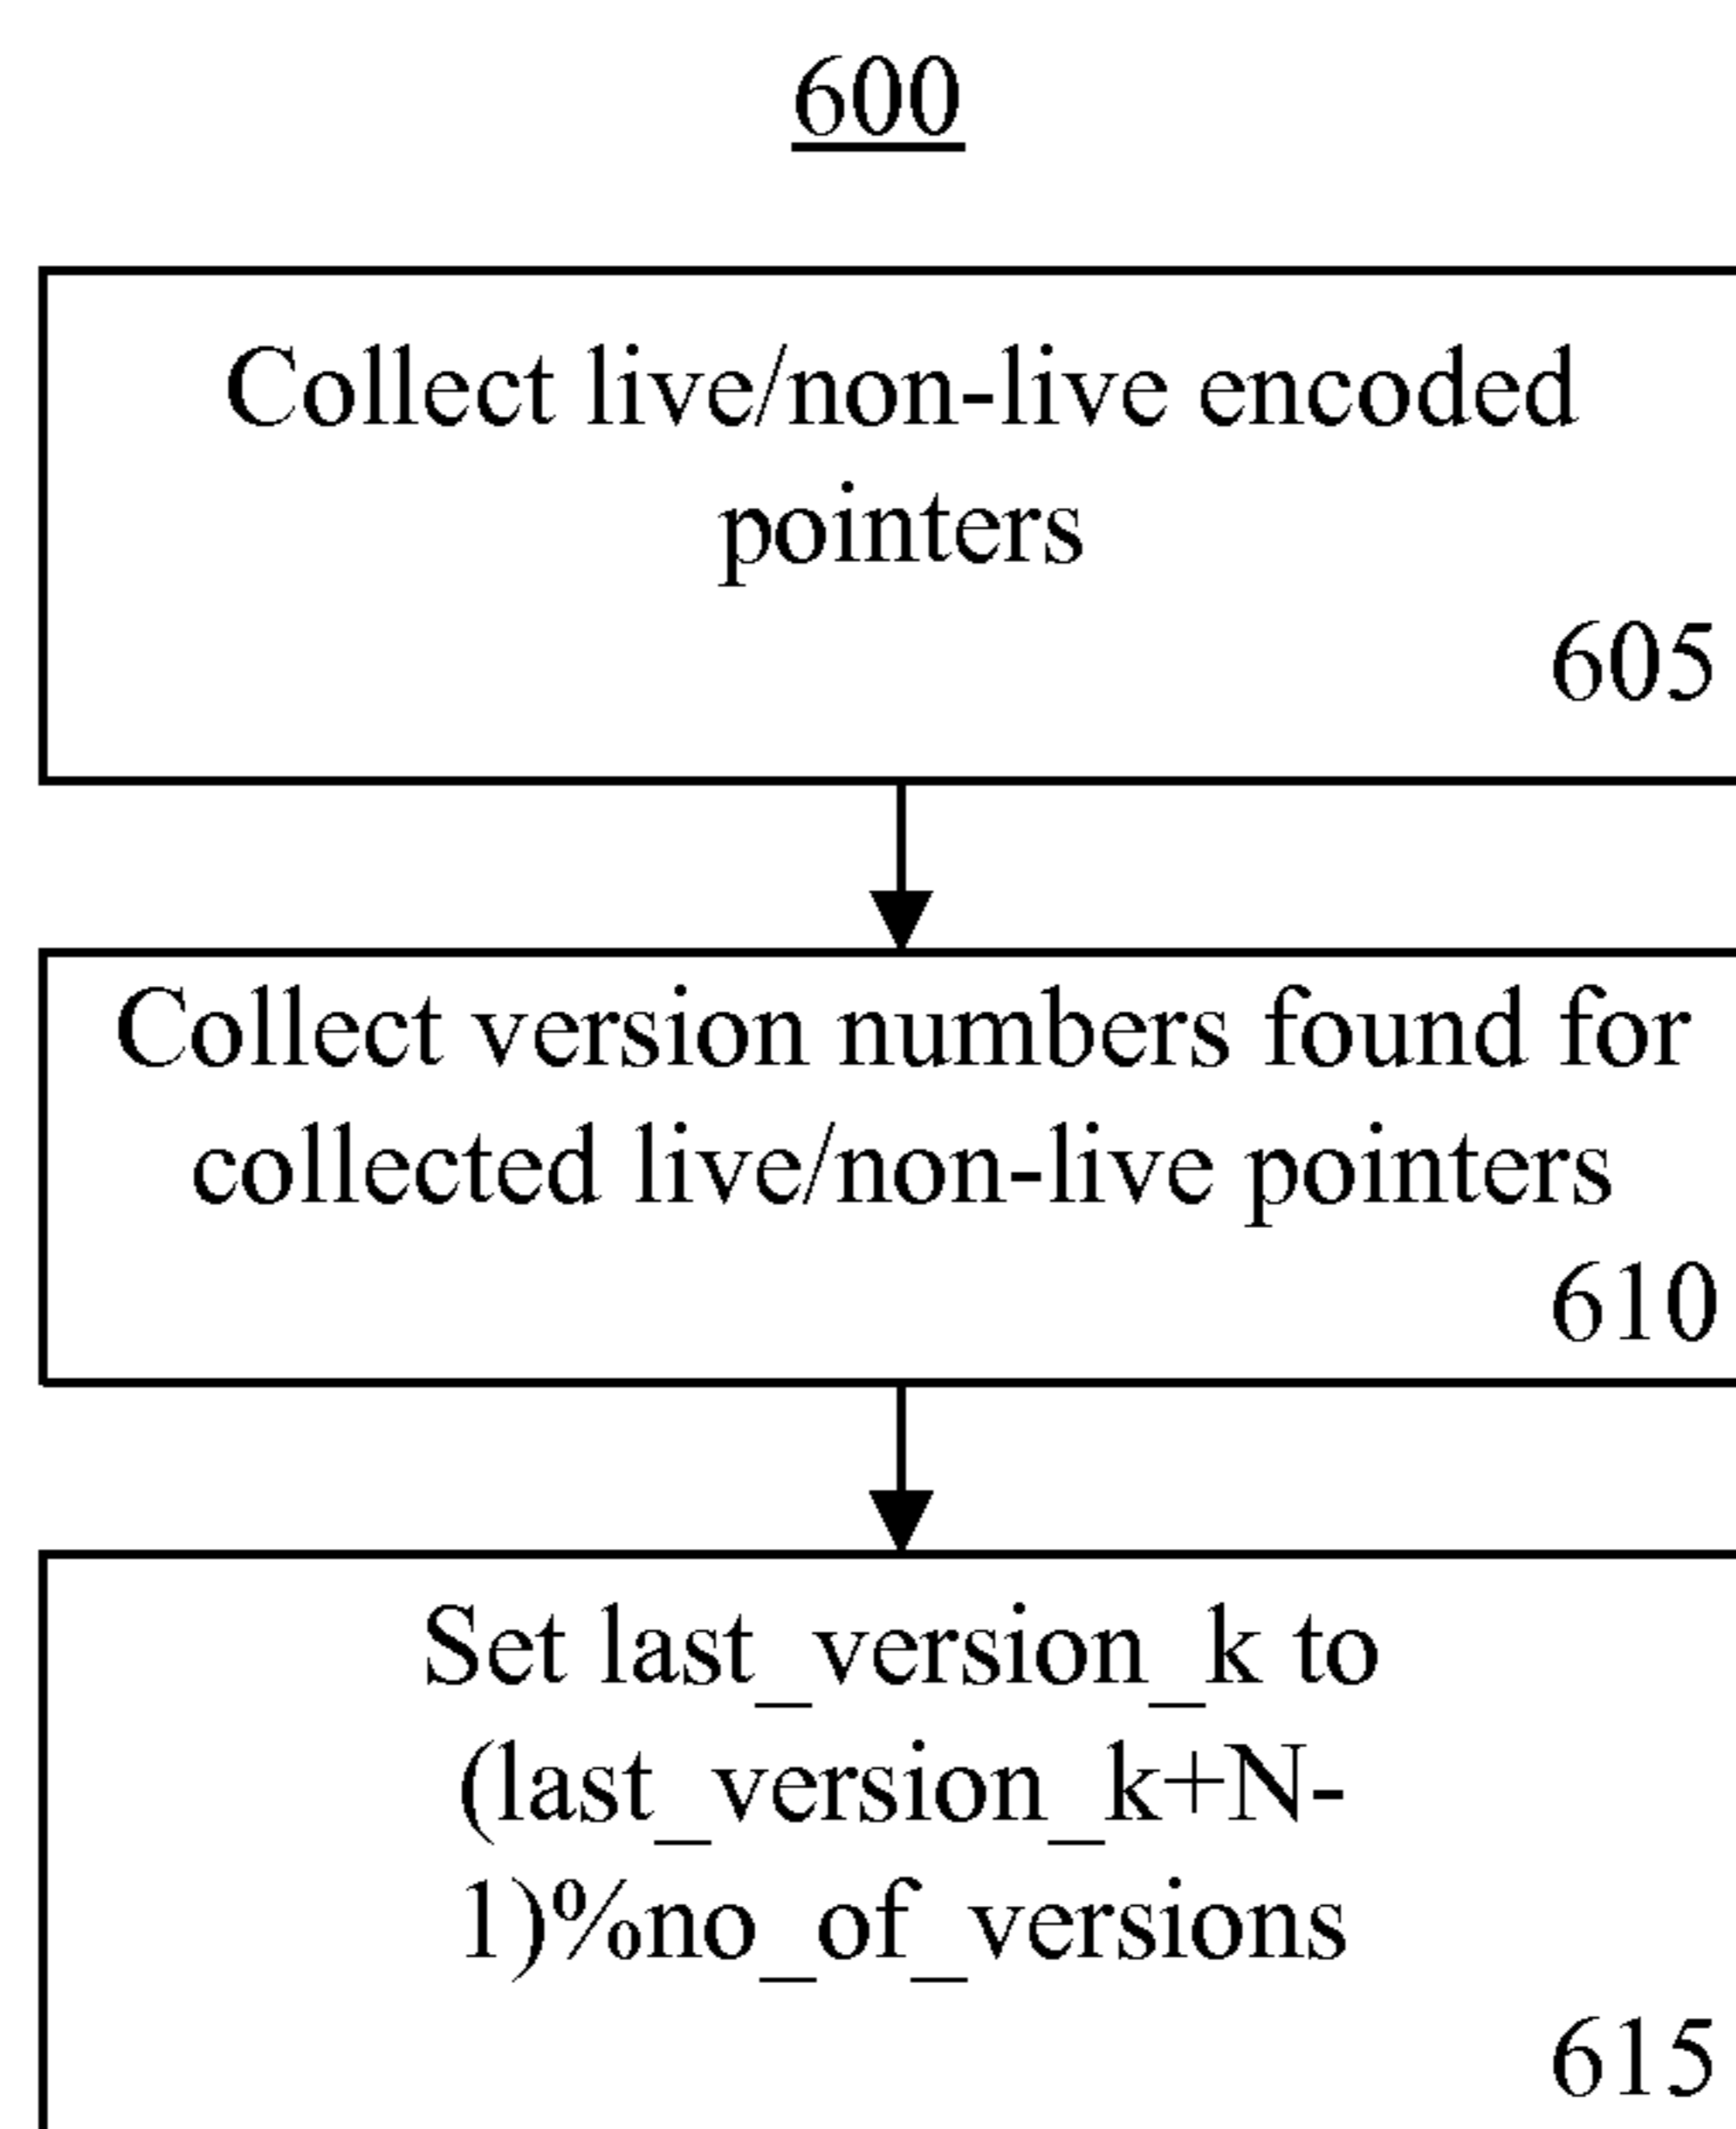 600
Collect live/non-live encoded
pointers
605
Collect version numbers found for
collected live/non-live pointers
610
Set last_version_k to
(last_version_k+N-
1)%no_of_versions
615